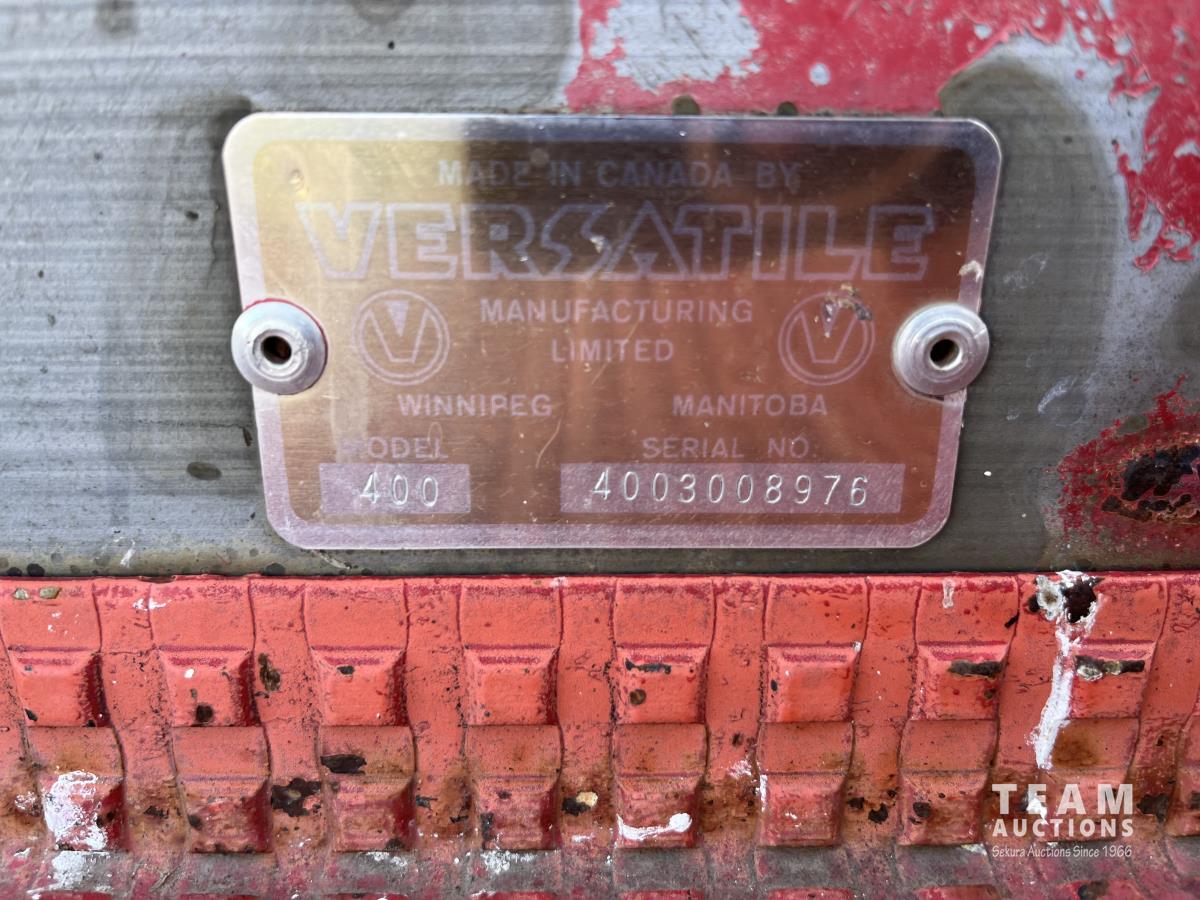 MADE IN CANADA BY
VERSATILE
MANUFACTURING
LIMITED
WINNIPEG MANITOBA
MODEL SERIAL NO.
400 4003008976
TEAM
AUCTIONS
Sekura Auctions Since 1966